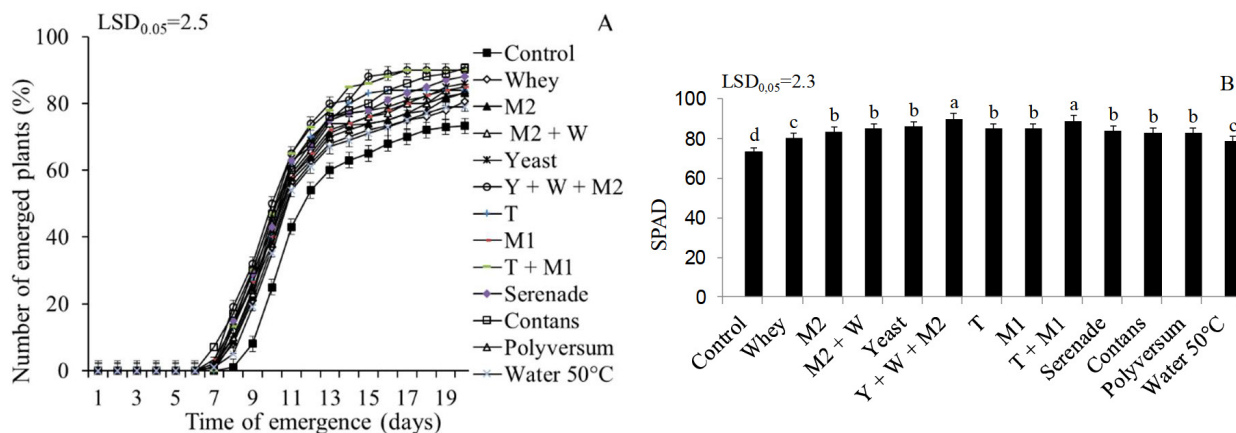 LSD0.05=2.5
A
Number of emerged plants (%)
100
80
60
40
20
0
1 3 5 7 9 11 13 15 17 19
Time of emergence (days)
Control
Whey
M2
M2 + W
Yeast
Y + W + M2
T
M1
T + M1
Serenade
Contans
Polyversum
Water 50°C
LSD0,05=2.3
B
SPAD
100
80
60
40
20
0
d c b b b a b b a b b b c
Control
Whey
M2
M2 + W
Yeast
Y + W + M2
T
M1
T + M1
Serenade
Contans
Polyversum
Water 50°C